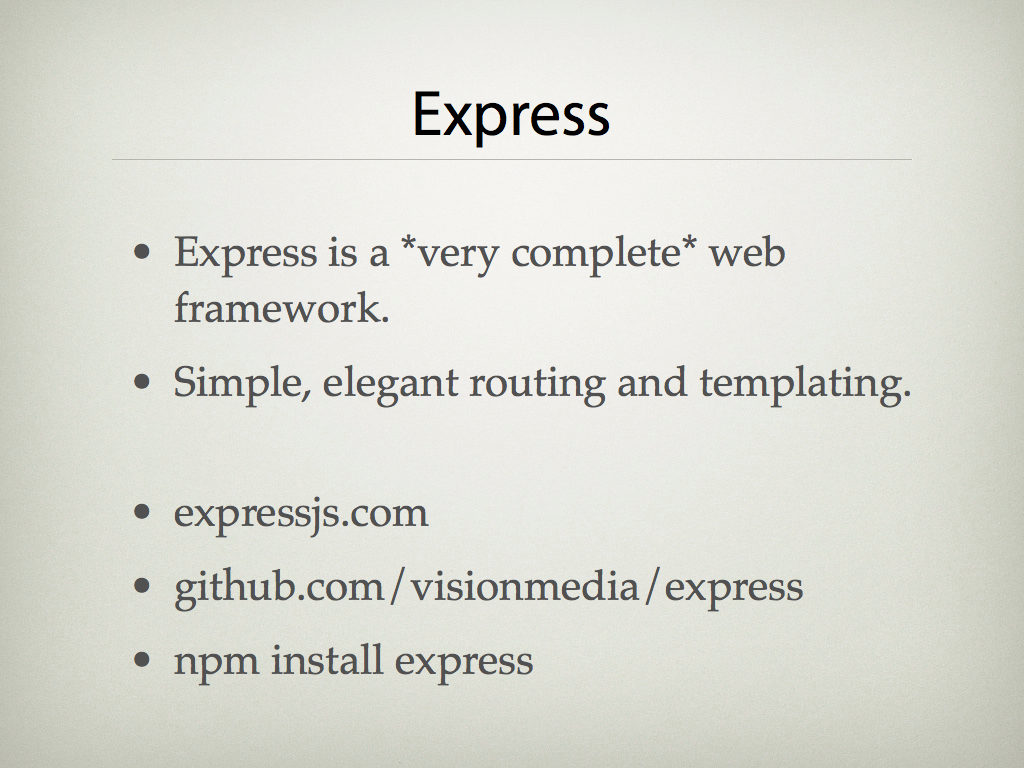 Express
• Express is a *very complete* web
framework.
• Simple, elegant routing and templating.
• expressjs.com
• github.com/visionmedia/express
• npm install express